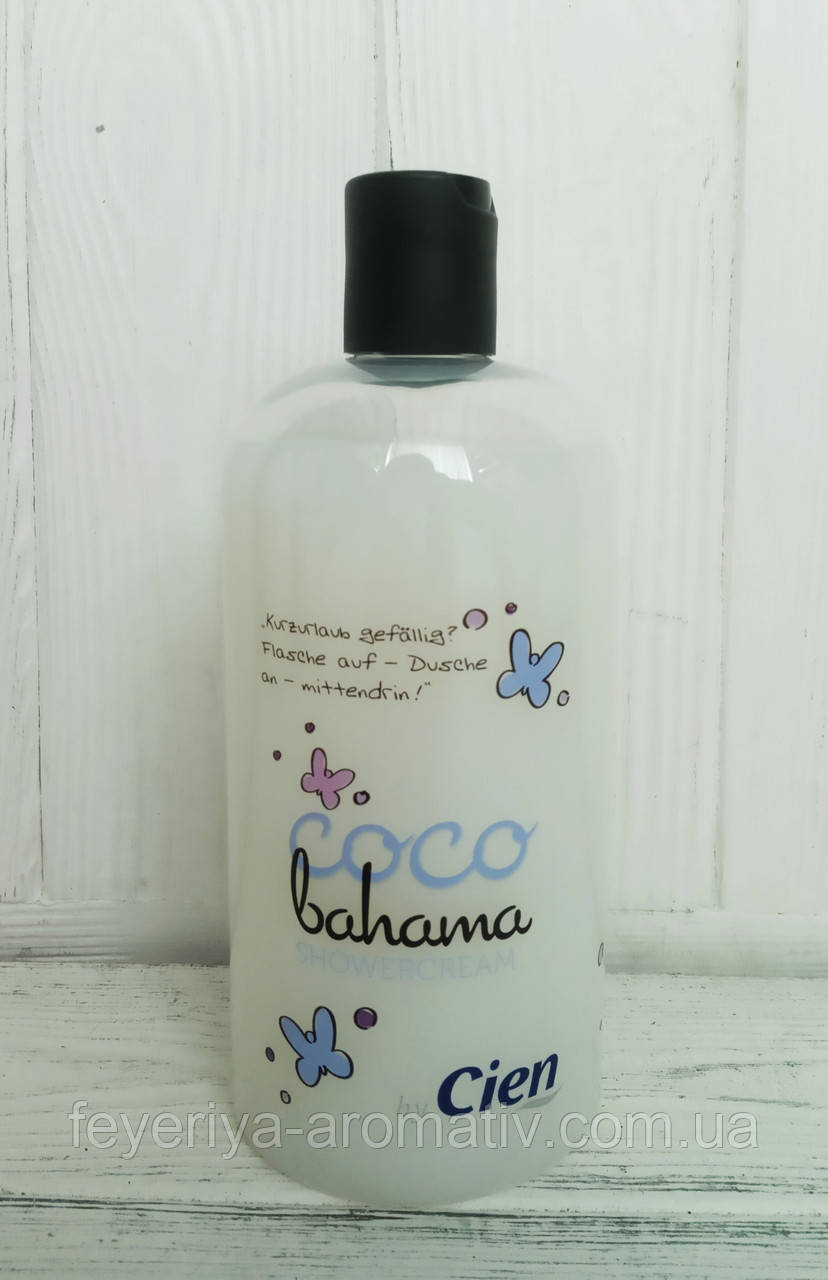 „Kurzurlaub gefällig?
Flasche auf – Dusche
an – mittendrin!“
coco
bahama
SHOWERCREAM
by Cien
feyeriya-aromativ.com.ua